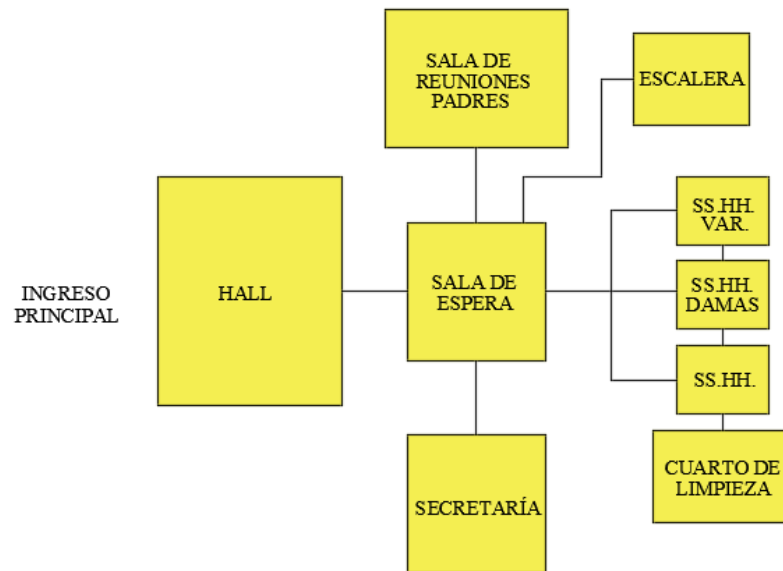 SALA DE
REUNIONES
PADRES
ESCALERA
SS.HH.
VAR.
INGRESO
PRINCIPAL
HALL
SALA DE
ESPERA
SS.HH.
DAMAS
SS.HH.
SECRETARÍA
CUARTO DE
LIMPIEZA